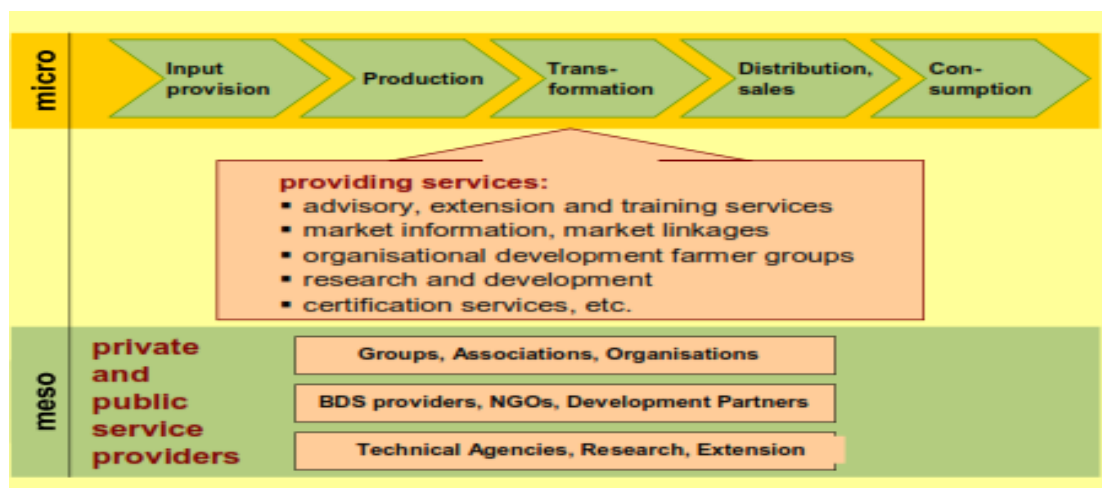 micro
Input
provision
Production
Trans-
formation
Distribution,
sales
Con-
sumption
providing services:
▪ advisory, extension and training services
▪ market information, market linkages
▪ organisational development farmer groups
▪ research and development
▪ certification services, etc.
meso
private
and
public
service
providers
Groups, Associations, Organisations
BDS providers, NGOs, Development Partners
Technical Agencies, Research, Extension